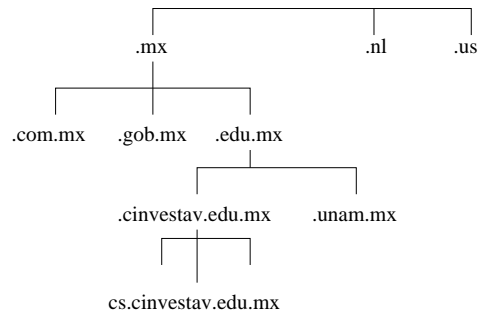 .mx .nl .us
.com.mx .gob.mx .edu.mx
.cinvestav.edu.mx .unam.mx
cs.cinvestav.edu.mx